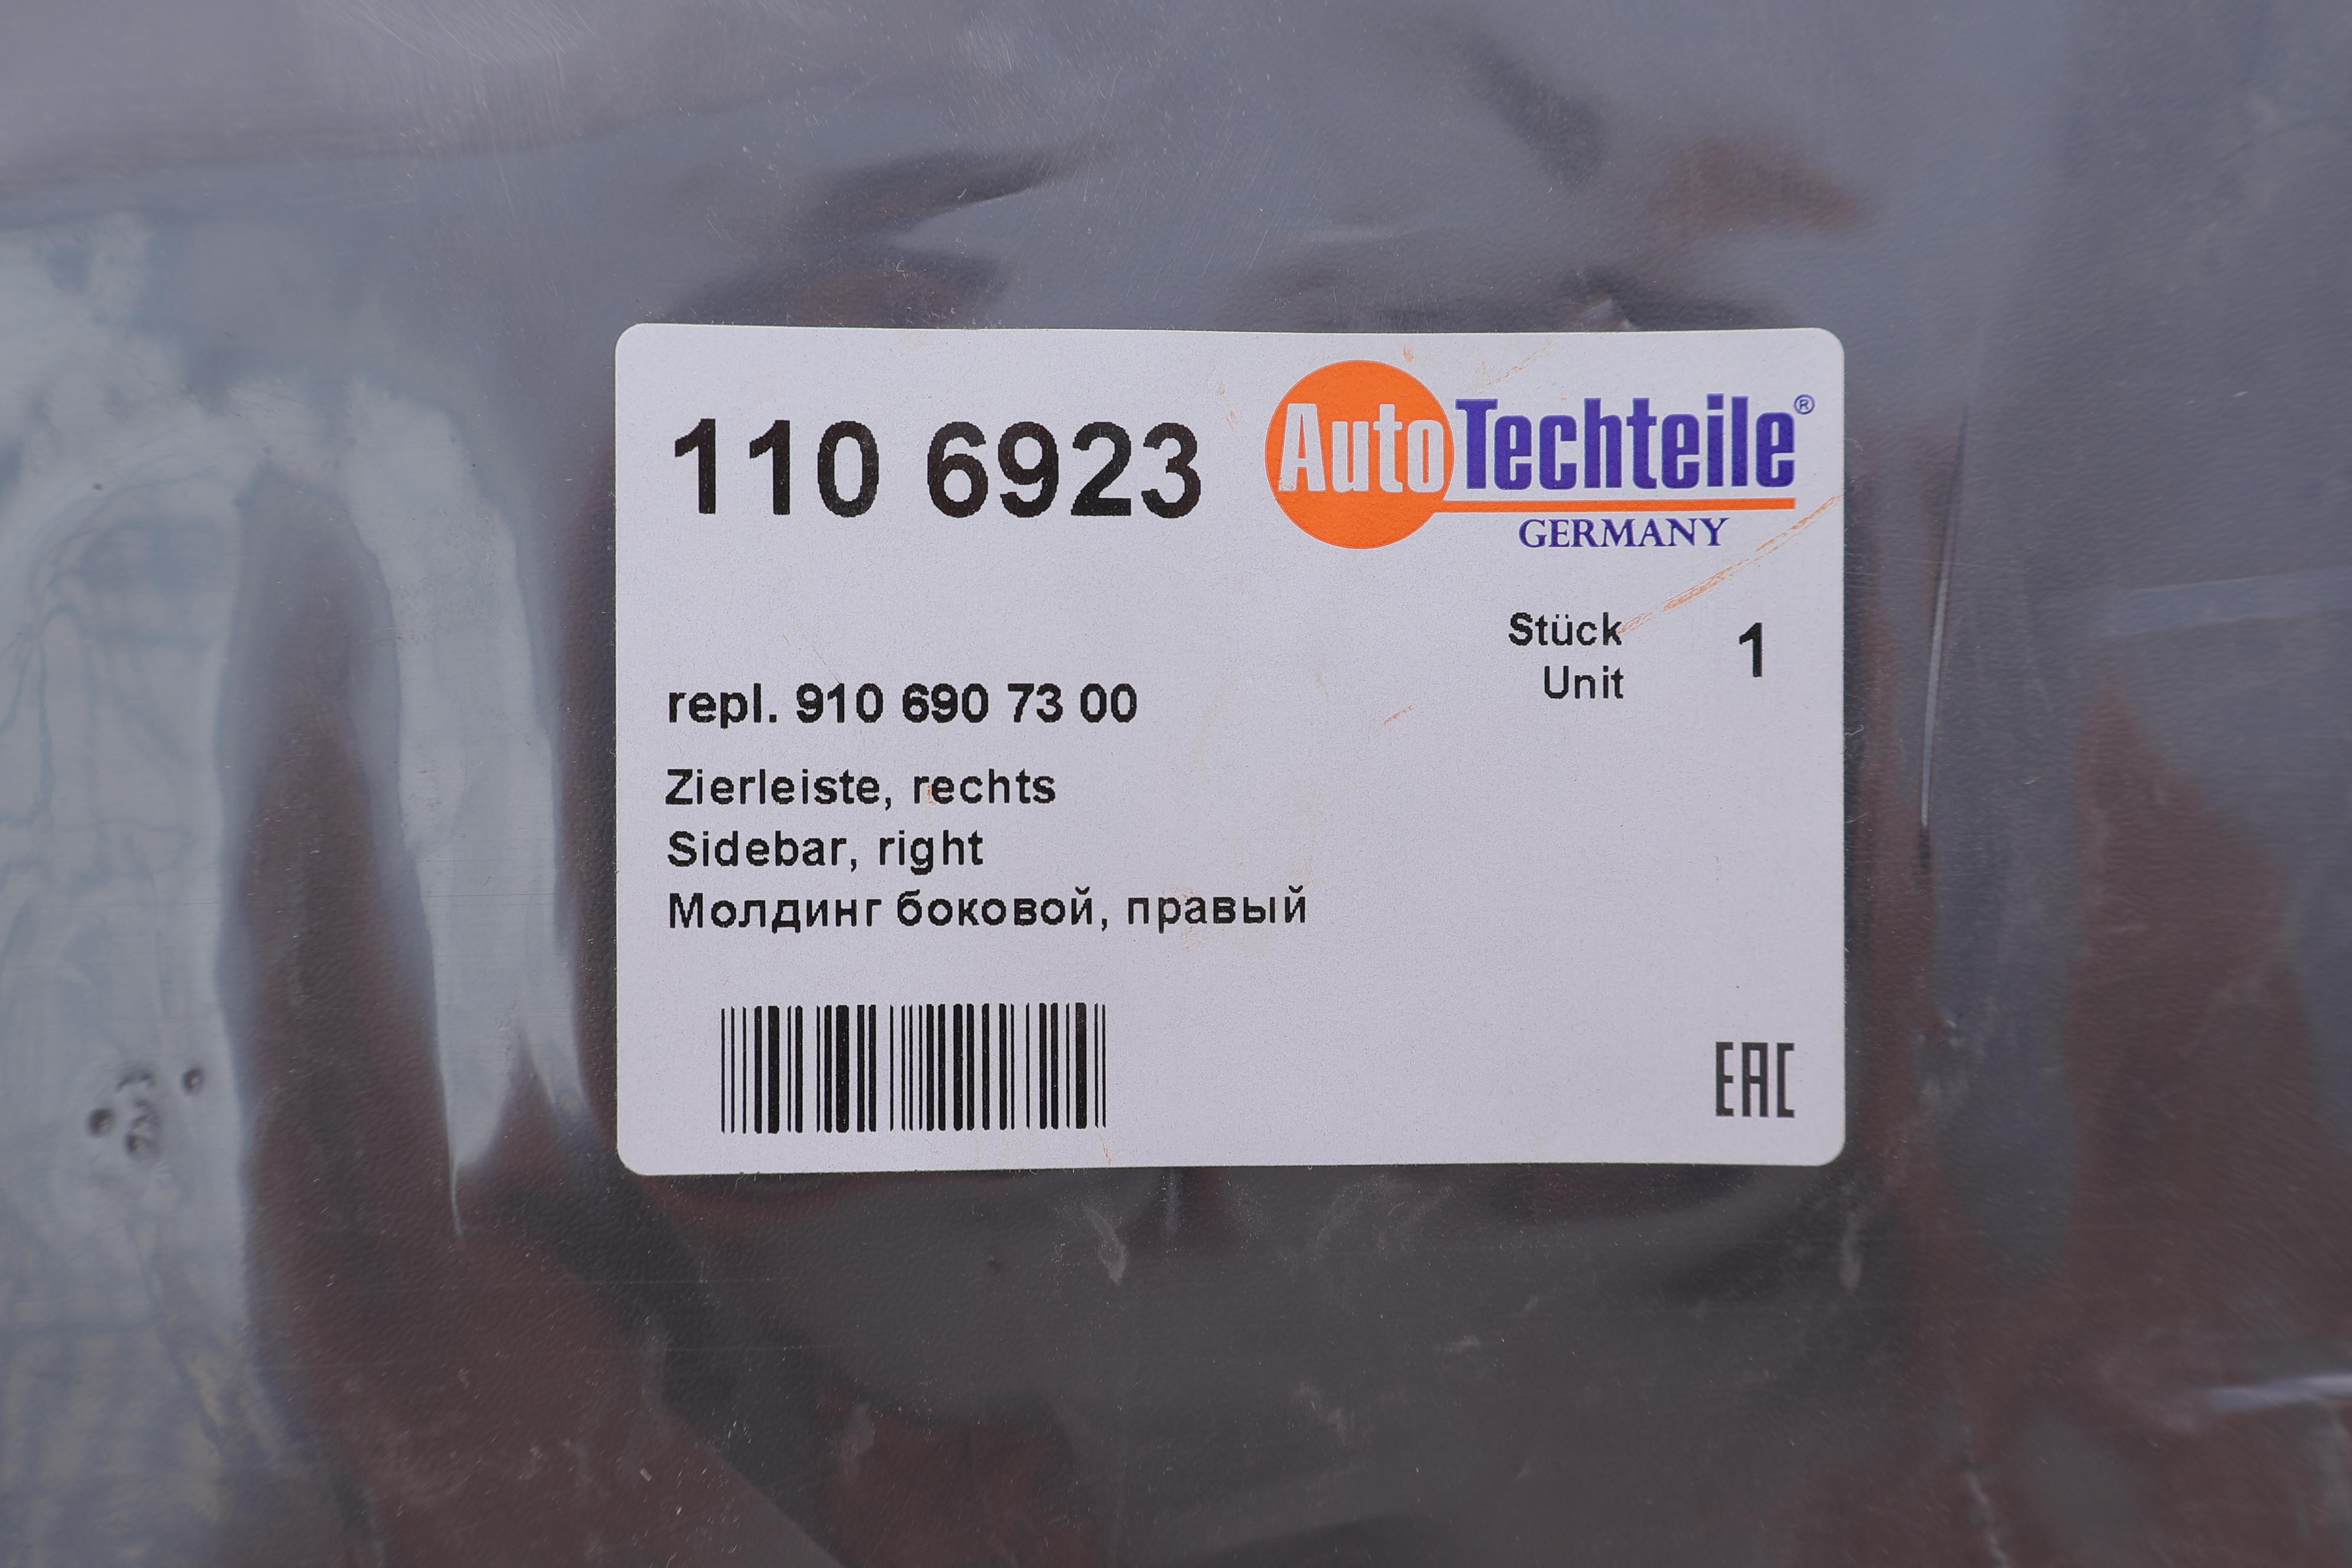 110 6923
AutoTechteile®
GERMANY
Stück
Unit
1
repl. 910 690 73 00
Zierleiste, rechts
Sidebar, right
Молдинг боковой, правый
EAC